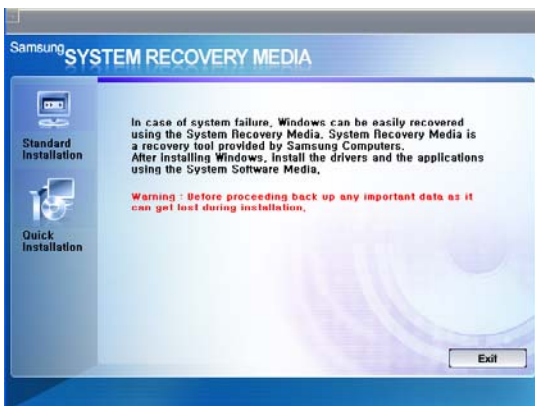 Samsung SYSTEM RECOVERY MEDIA
Standard
Installation
Quick
Installation
In case of system failure, Windows can be easily recovered
using the System Recovery Media. System Recovery Media is
a recovery tool provided by Samsung Computers.
After installing Windows, install the drivers and the applications
using the System Software Media.
Warning : Before proceeding back up any important data as it
can get lost during installation.
Exit